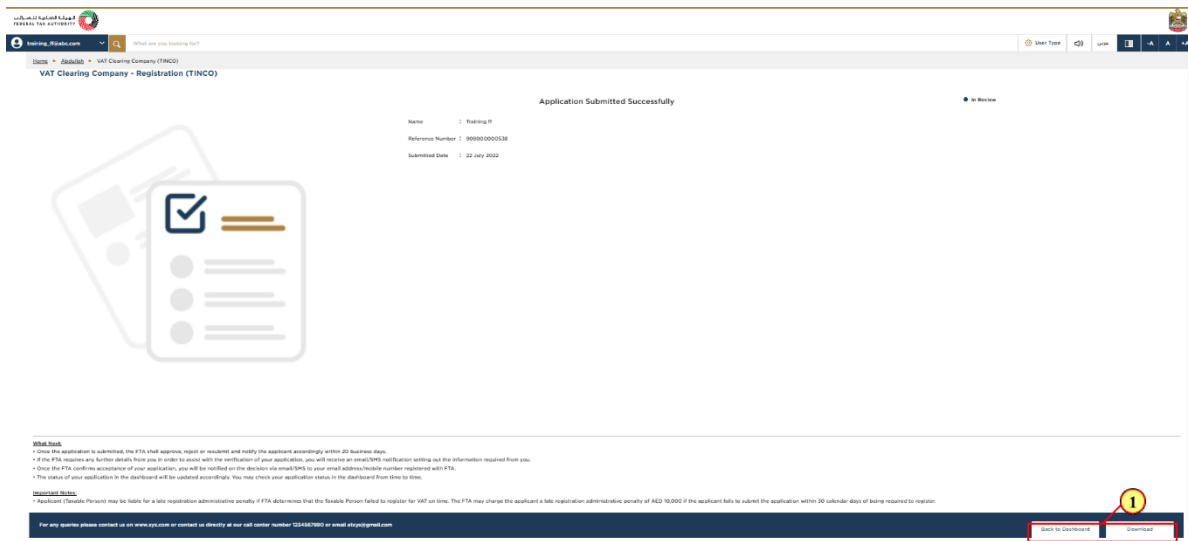 الهيئة الاتحادية للضرائب
FEDERAL TAX AUTHORITY
training_ff@abc.com
What are you looking for?
User Type
عربي
-A A +A
Home Abdullah VAT Clearing Company (TINCO)
VAT Clearing Company - Registration (TINCO)
Application Submitted Successfully
In Review
Name : Training ff
Reference Number : 900000000538
Submitted Date : 22 July 2022
What Next:
• Once the application is submitted, the FTA shall approve, reject or resubmit and notify the applicant accordingly within 20 business days.
• If the FTA requires any further details from you in order to assist with the verification of your application, you will receive an email/SMS notification setting out the information required from you.
• Once the FTA confirms acceptance of your application, you will be notified on the decision via email/SMS to your email address/mobile number registered with FTA.
• The status of your application in the dashboard will be updated accordingly. You may check your application status in the dashboard from time to time.
Important Notes:
• Applicant (Taxable Person) may be liable for a late registration administrative penalty if FTA determines that the Taxable Person failed to register for VAT on time. The FTA may charge the applicant a late registration administrative penalty of AED 10,000 if the applicant fails to submit the application within 30 calendar days of being required to register.
1
For any queries please contact us on www.xyz.com or contact us directly at our call center number 1234567890 or email abcyo@gmail.com
Back to Dashboard
Download